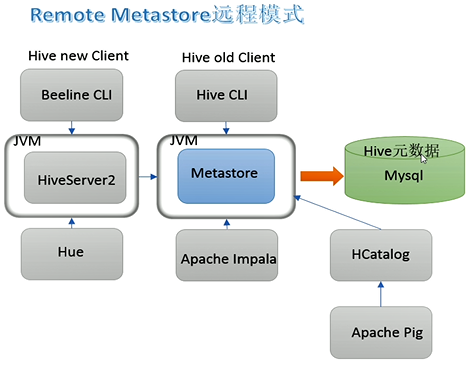 Remote Metastore远程模式
Hive new Client
Hive old Client
Beeline CLI
Hive CLI
JVM
JVM
HiveServer2
Metastore
Hive元数据
Mysql
Hue
Apache Impala
HCatalog
Apache Pig